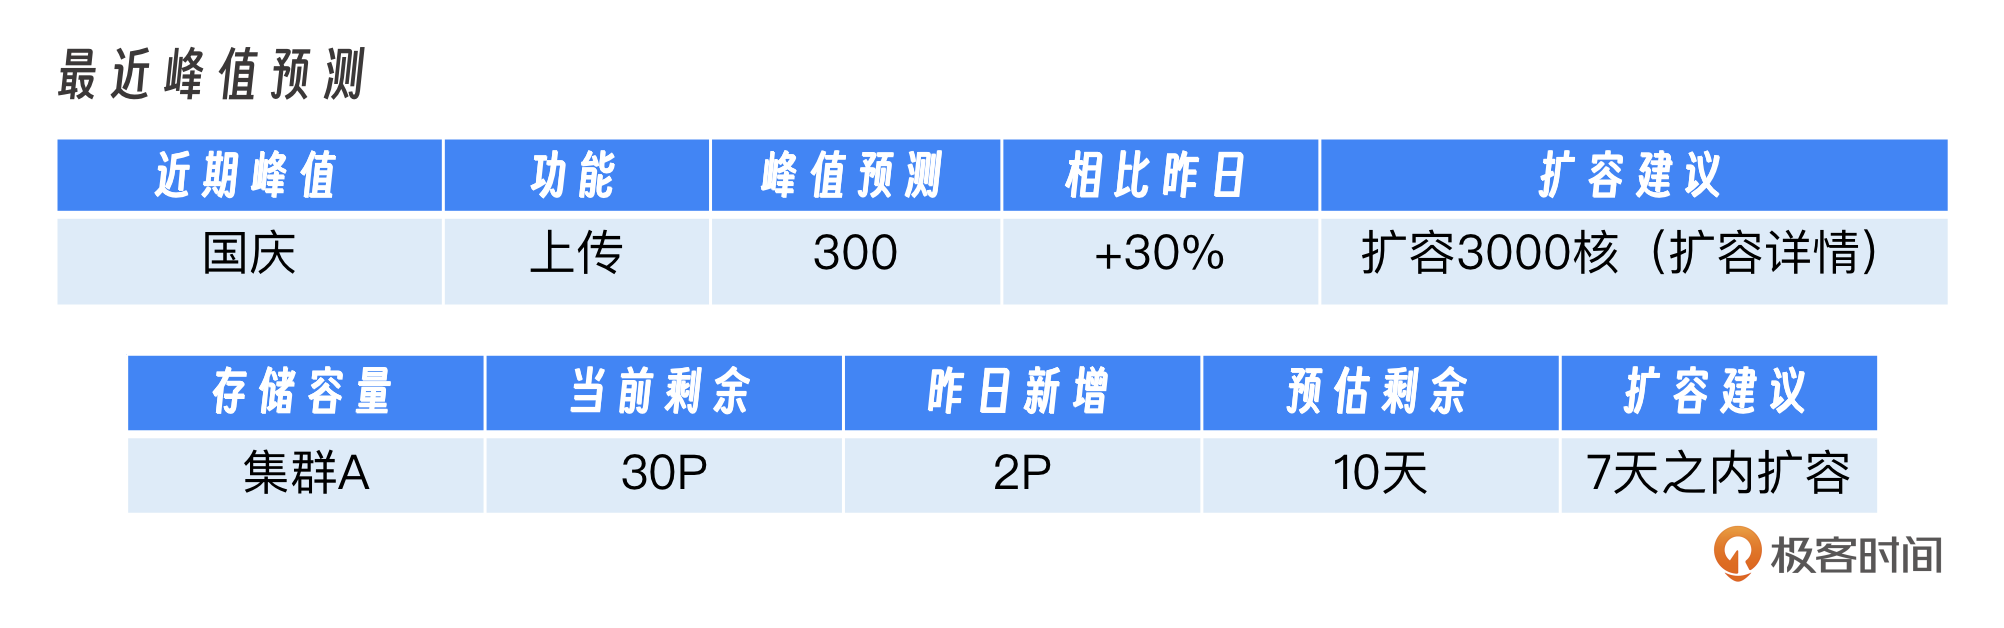 最近峰值预测
近期峰值 功能 峰值预测 相比昨日 扩容建议
国庆 上传 300 +30% 扩容3000核（扩容详情）
存储容量 当前剩余 昨日新增 预估剩余 扩容建议
集群A 30P 2P 10天 7天之内扩容
极客时间